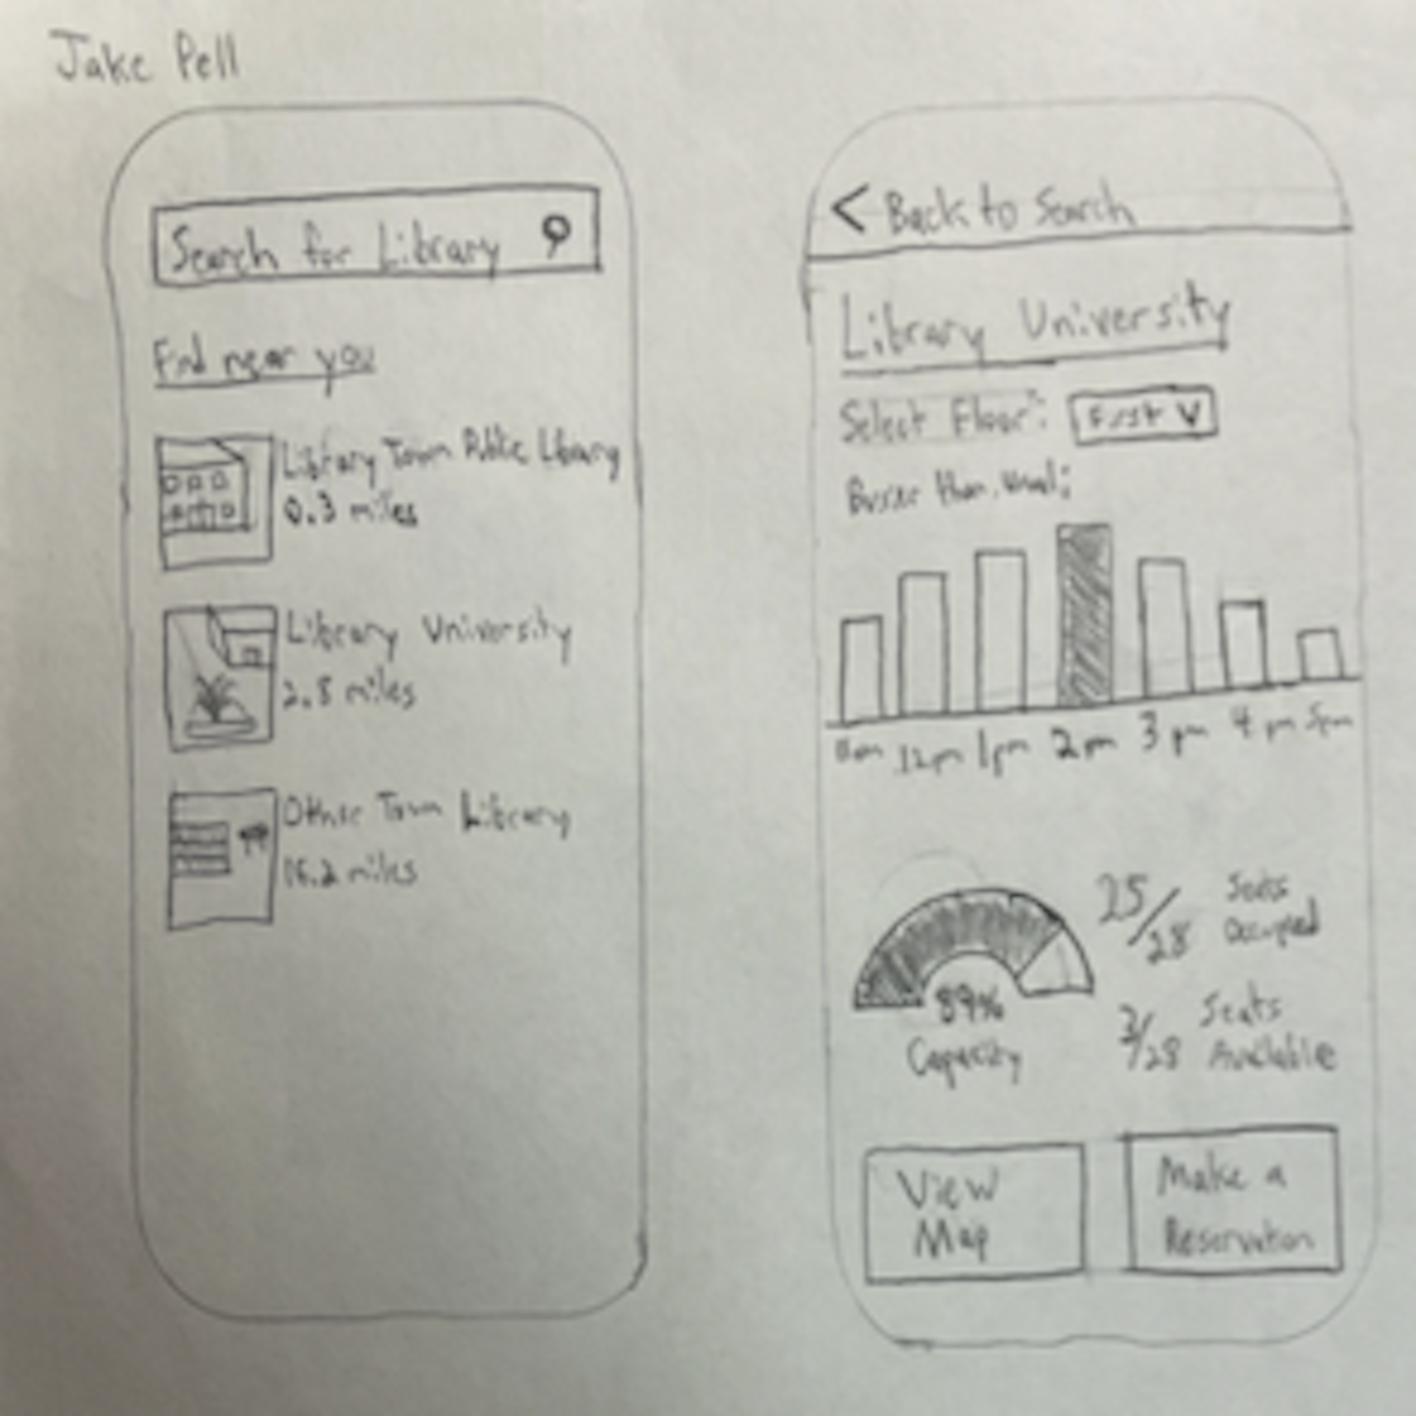 Jake Pell
Search for Library
Find near you
Library Town Public Library
0.3 miles
Library University
2.8 miles
Other Town Library
16.2 miles
< Back to Search
Library University
Select Floor: First V
Busier than usual:
11am 12pm 1pm 2pm 3pm 4pm 5pm
89%
Capacity
25/28 Seats
Occupied
3/28 Seats
Available
View
Map
Make a
Reservation